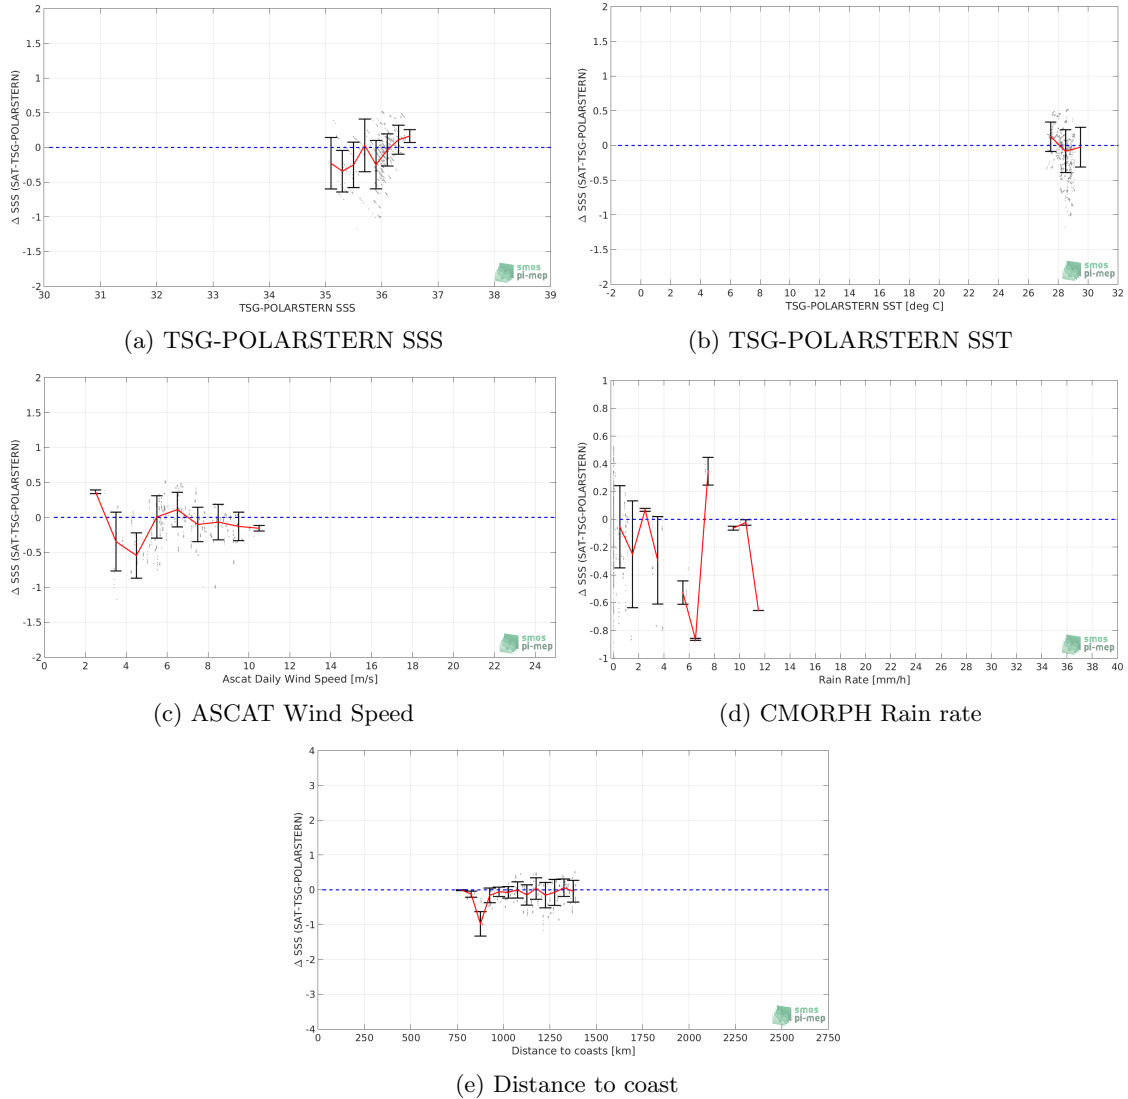 2
1.5
1
0.5
0
-0.5
-1
-1.5
-2
Δ SSS (SAT-TSG-POLARSTERN)
30 31 32 33 34 35 36 37 38 39
TSG-POLARSTERN SSS
smos
pi-mep
(a) TSG-POLARSTERN SSS
2
1.5
1
0.5
0
-0.5
-1
-1.5
-2
Δ SSS (SAT-TSG-POLARSTERN)
-2 0 2 4 6 8 10 12 14 16 18 20 22 24 26 28 30 32
TSG-POLARSTERN SST [deg C]
smos
pi-mep
(b) TSG-POLARSTERN SST
2
1.5
1
0.5
0
-0.5
-1
-1.5
-2
Δ SSS (SAT-TSG-POLARSTERN)
0 2 4 6 8 10 12 14 16 18 20 22 24
Ascat Daily Wind Speed [m/s]
smos
pi-mep
(c) ASCAT Wind Speed
1
0.8
0.6
0.4
0.2
0
-0.2
-0.4
-0.6
-0.8
-1
Δ SSS (SAT-TSG-POLARSTERN)
0 2 4 6 8 10 12 14 16 18 20 22 24 26 28 30 32 34 36 38 40
Rain Rate [mm/h]
smos
pi-mep
(d) CMORPH Rain rate
4
3
2
1
0
-1
-2
-3
-4
Δ SSS (SAT-TSG-POLARSTERN)
0 250 500 750 1000 1250 1500 1750 2000 2250 2500 2750
Distance to coasts [km]
smos
pi-mep
(e) Distance to coast